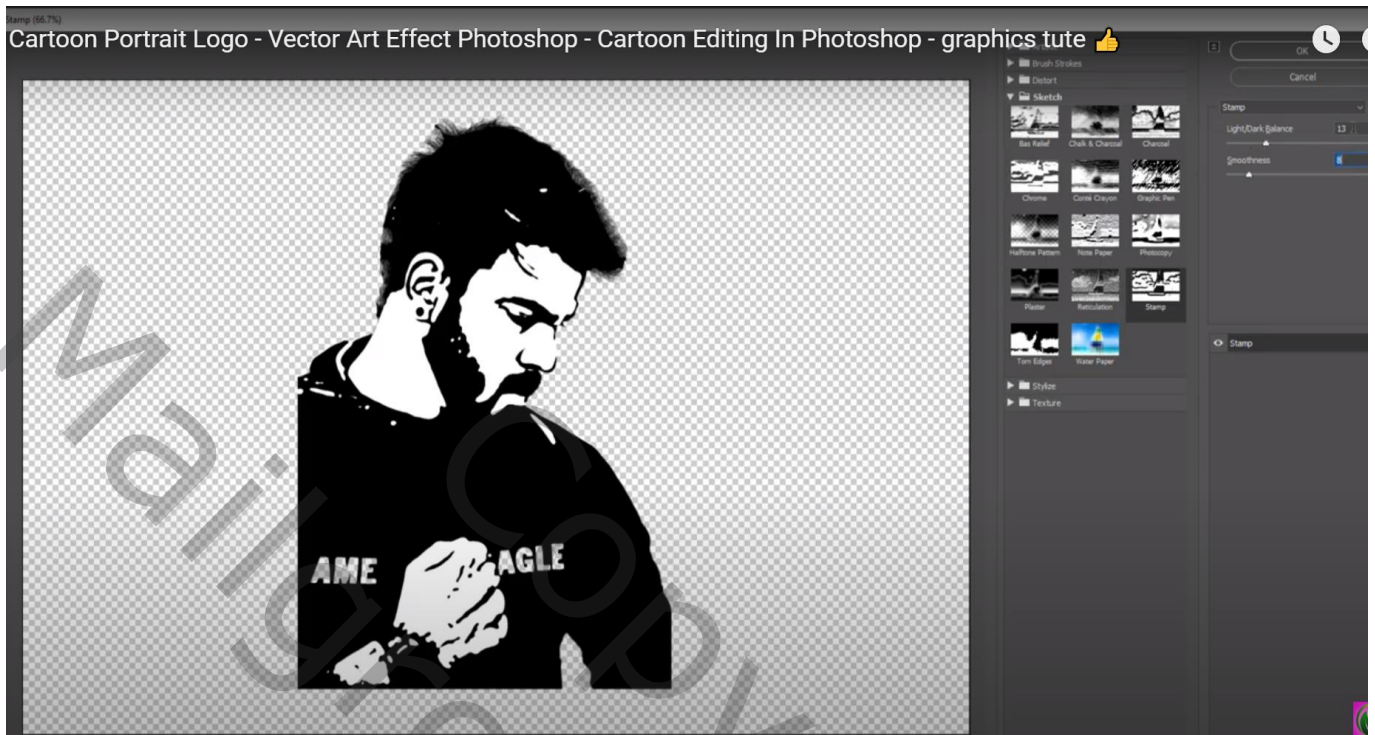 Stamp (66.7%)
Cartoon Portrait Logo - Vector Art Effect Photoshop - Cartoon Editing In Photoshop - graphics tute 👍
OK
Brush Strokes
Cancel
Distort
Sketch
Stamp
Bas Relief Chalk & Charcoal Charcoal
Light/Dark Balance 13
Smoothness
Chrome Conté Crayon Graphic Pen
Halftone Pattern Note Paper Photocopy
Plaster Reticulation Stamp
Stamp
Torn Edges Water Paper
Stylize
Texture
AME AGLE
Copy